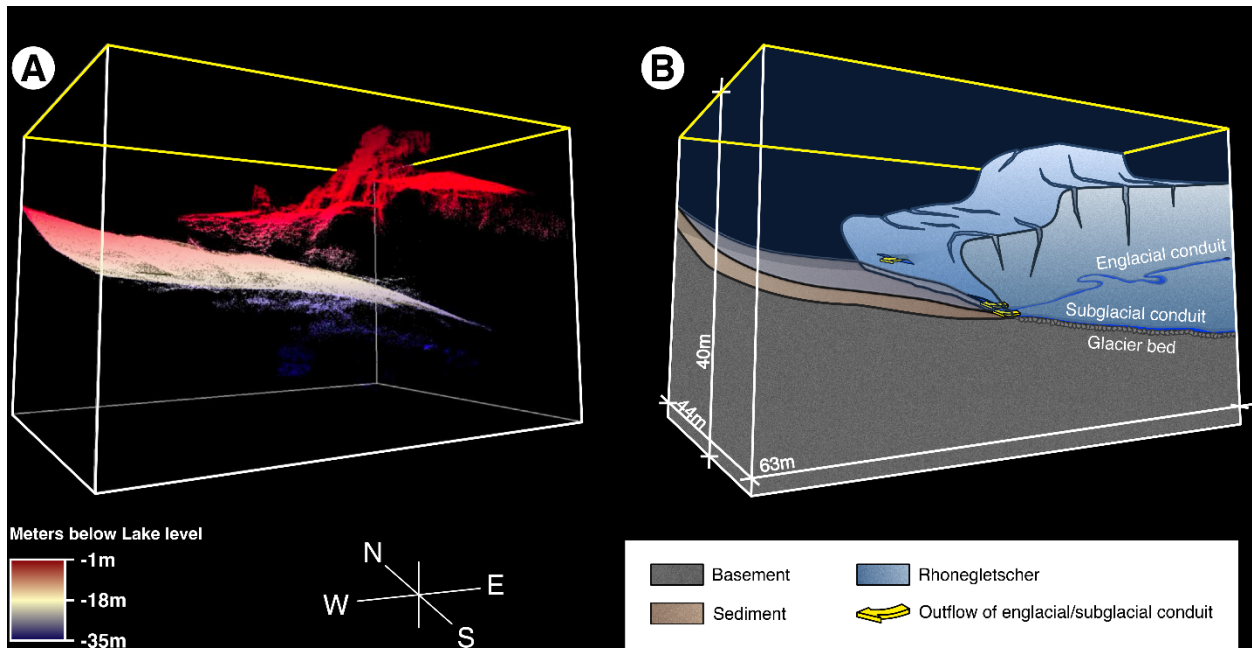 A
B
Englacial conduit
Subglacial conduit
Glacier bed
40m
44m
63m
Meters below Lake level
-1m
-18m
-35m
N
W
E
S
Basement
Rhonegletscher
Sediment
Outflow of englacial/subglacial conduit